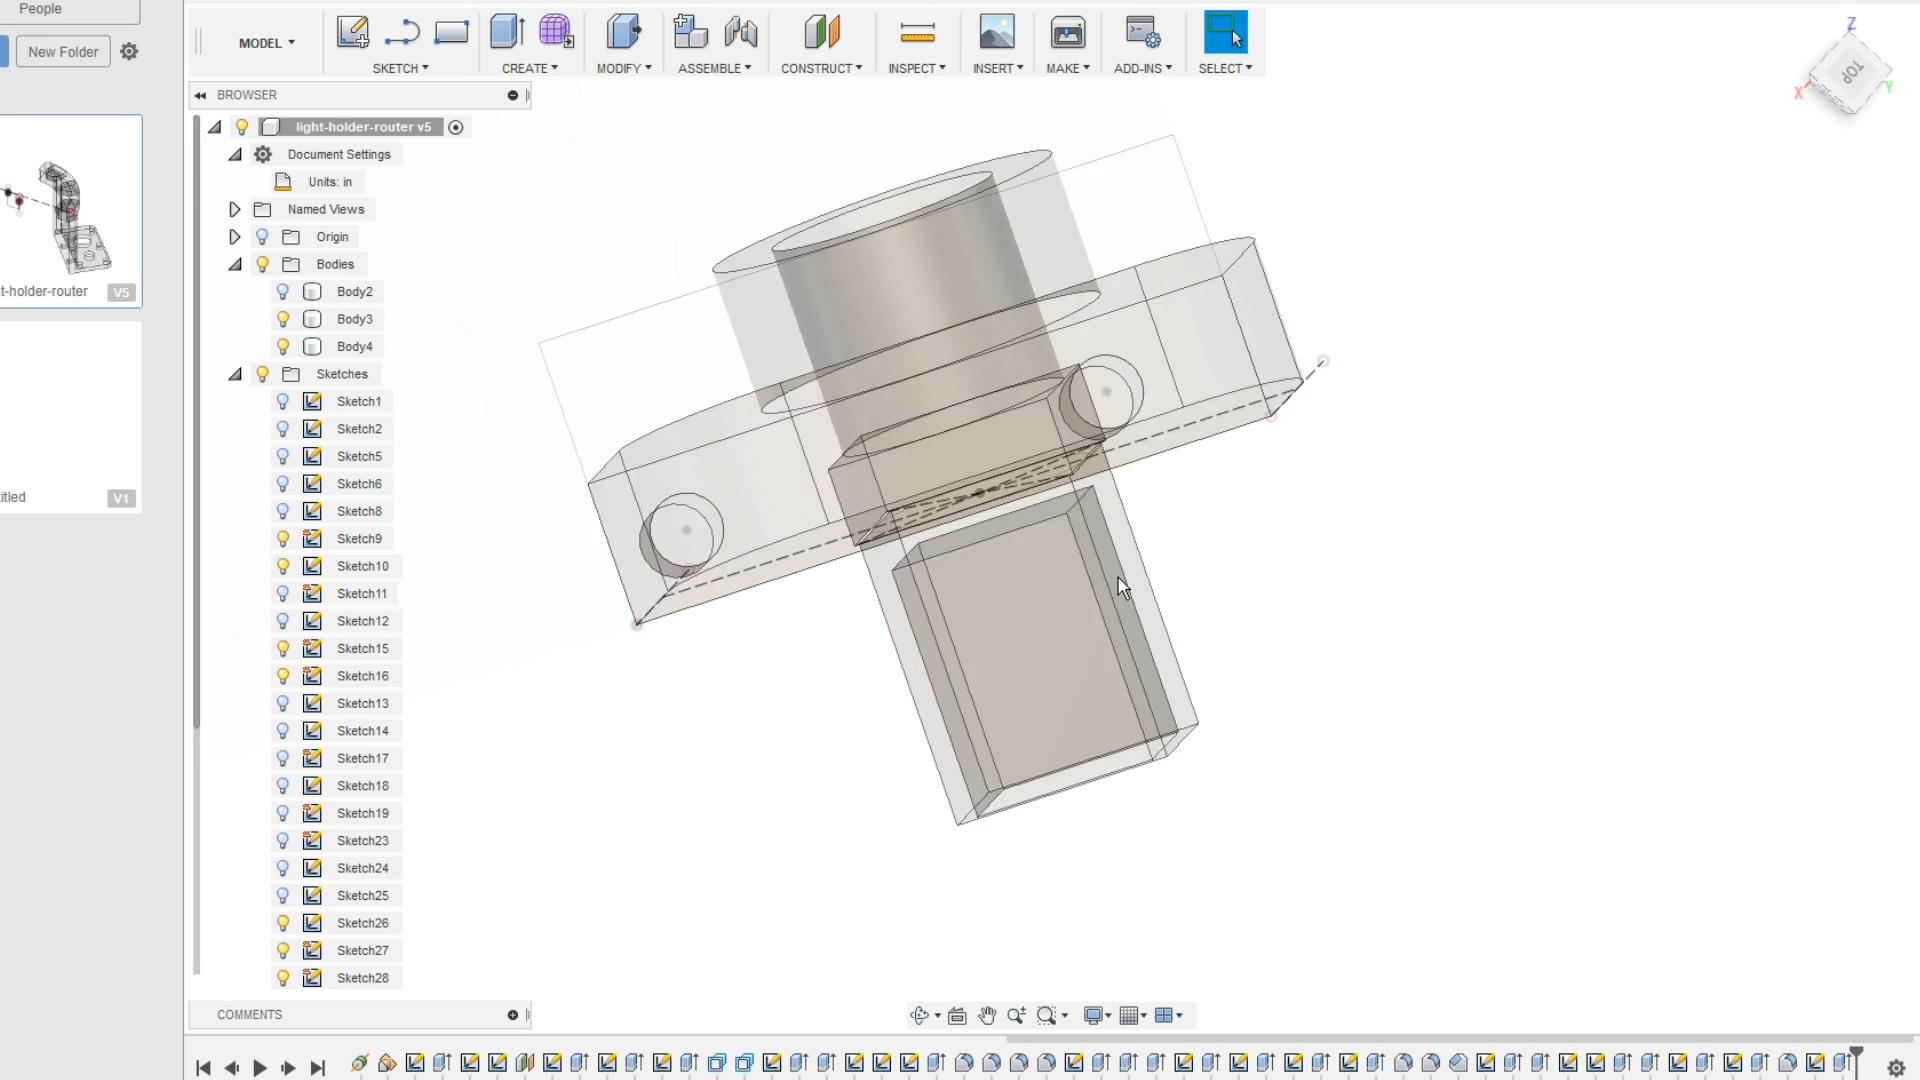 People
New Folder
MODEL
SKETCH
CREATE
MODIFY
ASSEMBLE
CONSTRUCT
INSPECT
INSERT
MAKE
ADD-INS
SELECT
Z
TOP
X
Y
BROWSER
light-holder-router v5
Document Settings
Units: in
Named Views
Origin
Bodies
Body2
Body3
Body4
Sketches
Sketch1
Sketch2
Sketch5
Sketch6
Sketch8
Sketch9
Sketch10
Sketch11
Sketch12
Sketch15
Sketch16
Sketch13
Sketch14
Sketch17
Sketch18
Sketch19
Sketch23
Sketch24
Sketch25
Sketch26
Sketch27
Sketch28
t-holder-router V5
itled V1
COMMENTS